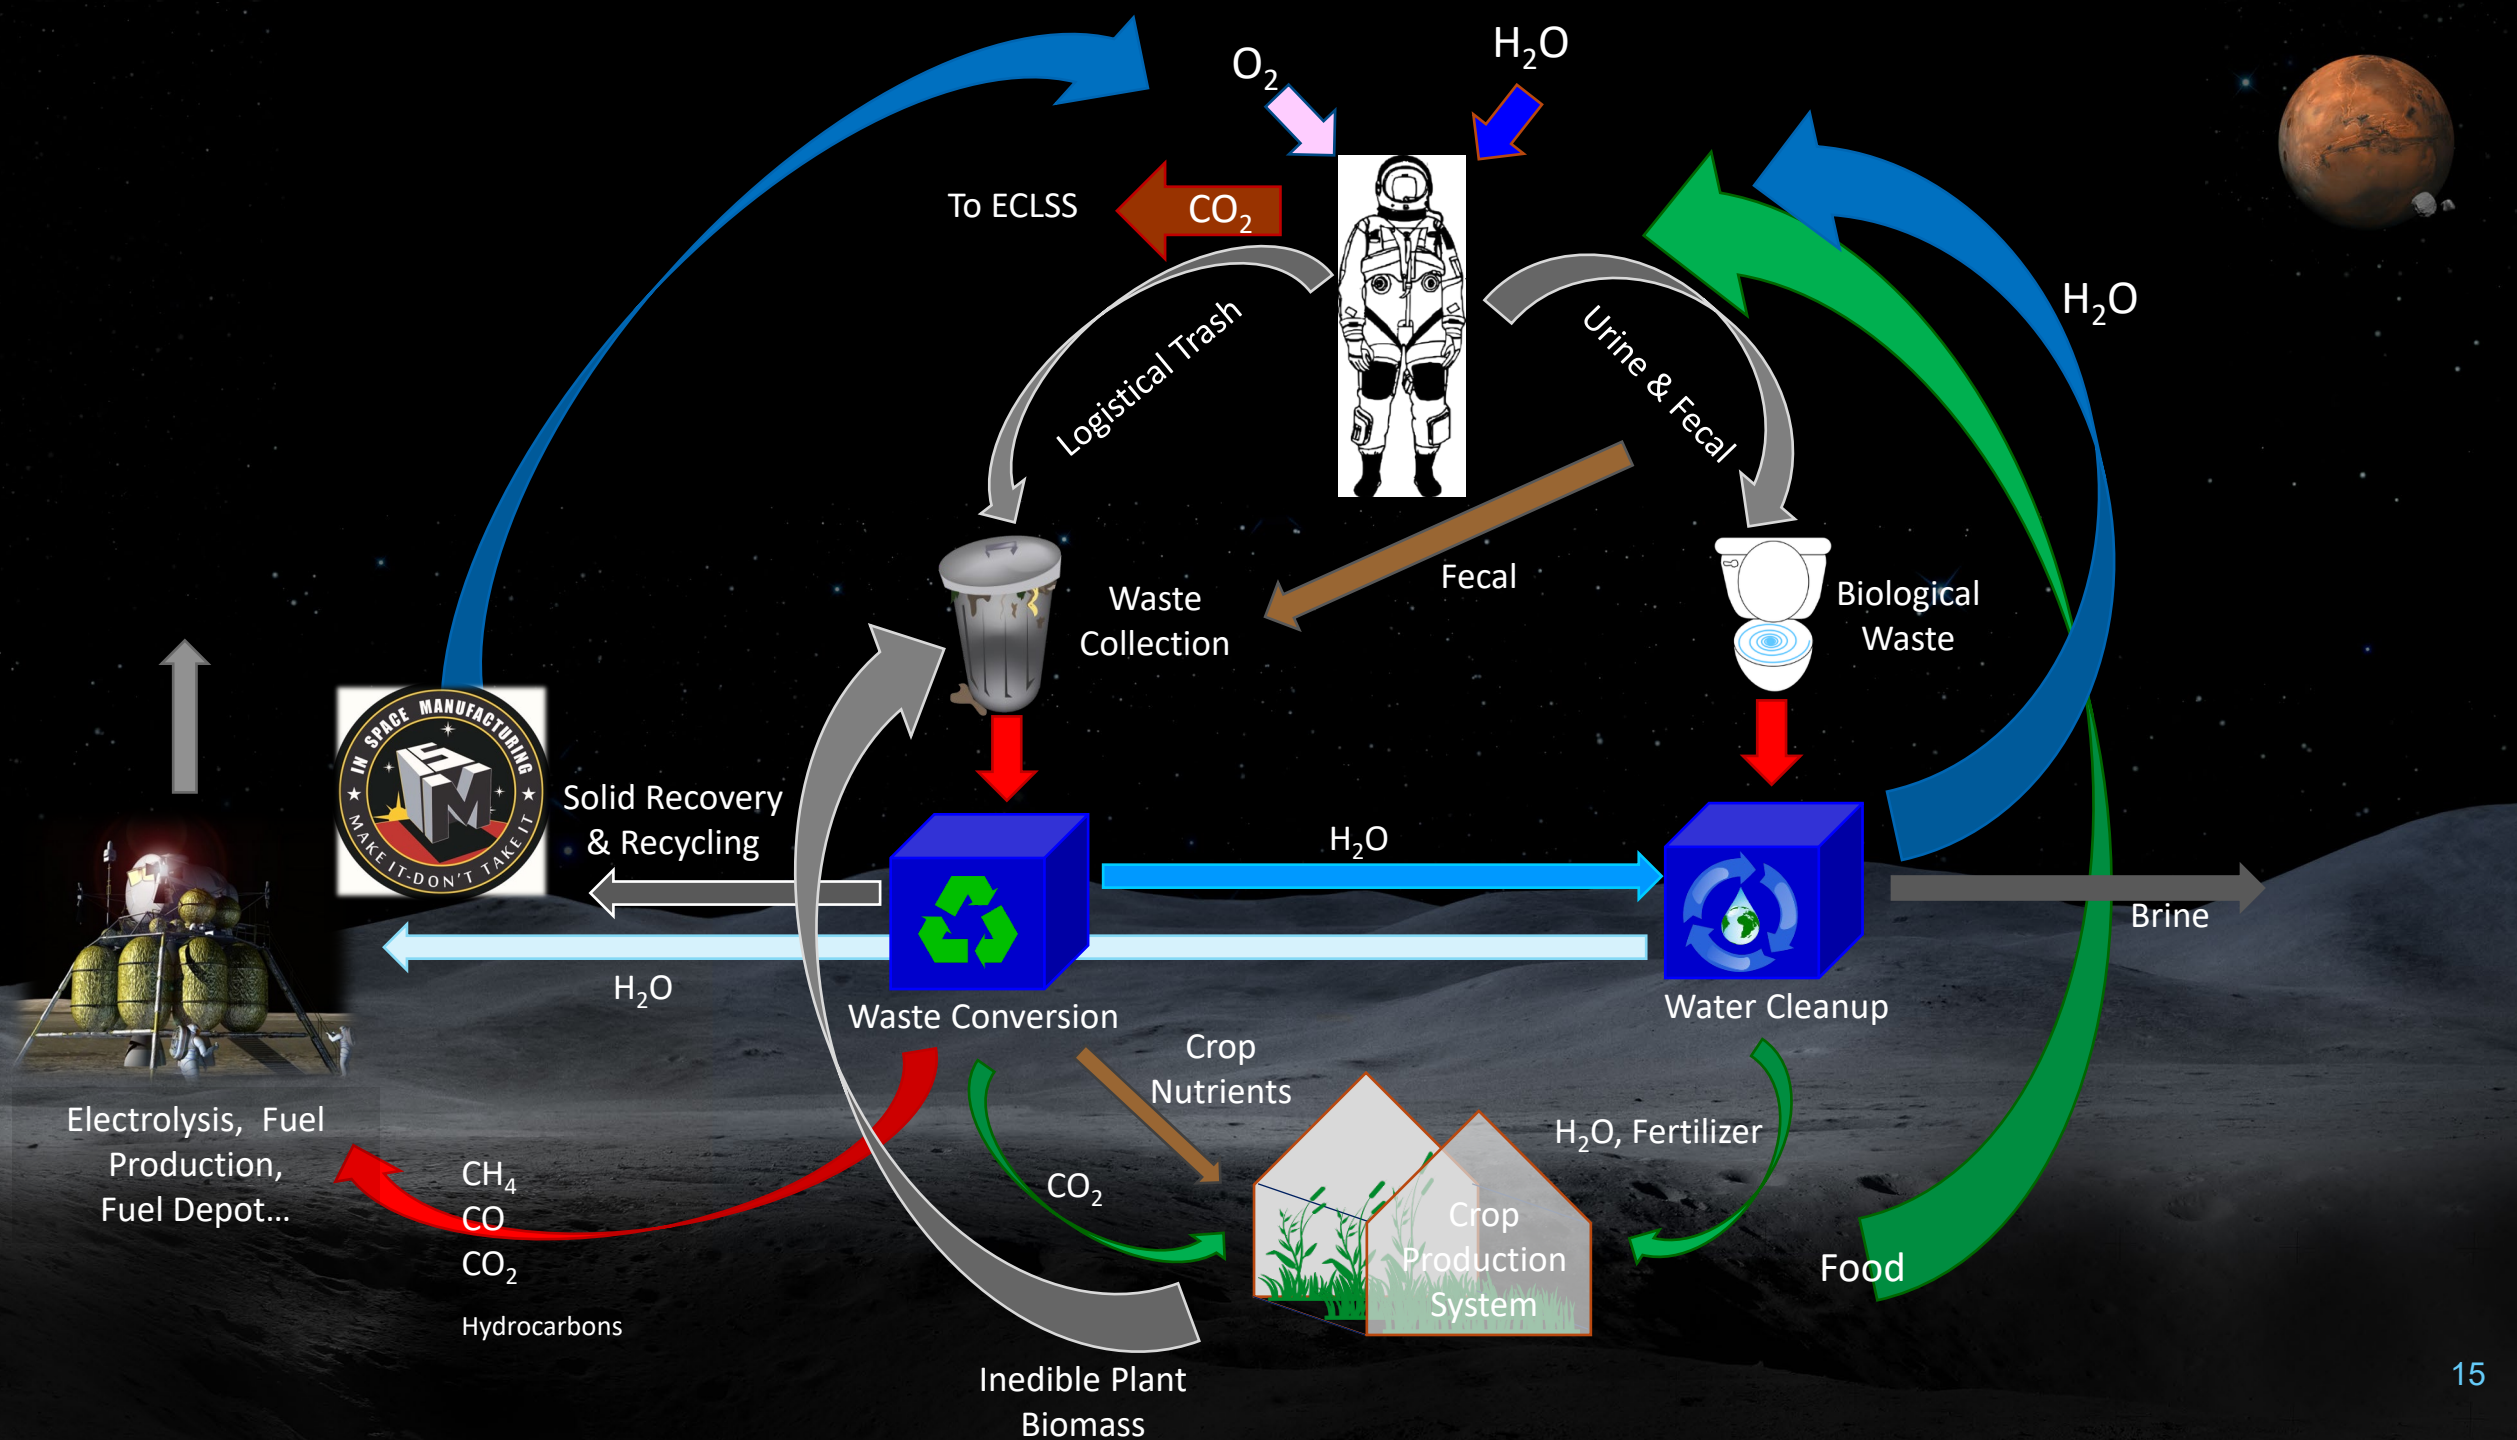 O₂
H₂O
To ECLSS
CO₂
H₂O
Logistical Trash
Urine & Fecal
Fecal
Waste
Collection
Biological
Waste
IN SPACE MANUFACTURING
ISM
MAKE IT-DON'T TAKE IT
Solid Recovery
& Recycling
H₂O
Brine
H₂O
Waste Conversion
Water Cleanup
Crop
Nutrients
Electrolysis, Fuel
Production,
Fuel Depot...
H₂O, Fertilizer
CH₄
CO
CO₂
Hydrocarbons
CO₂
Crop
Production
System
Food
Inedible Plant
Biomass
15